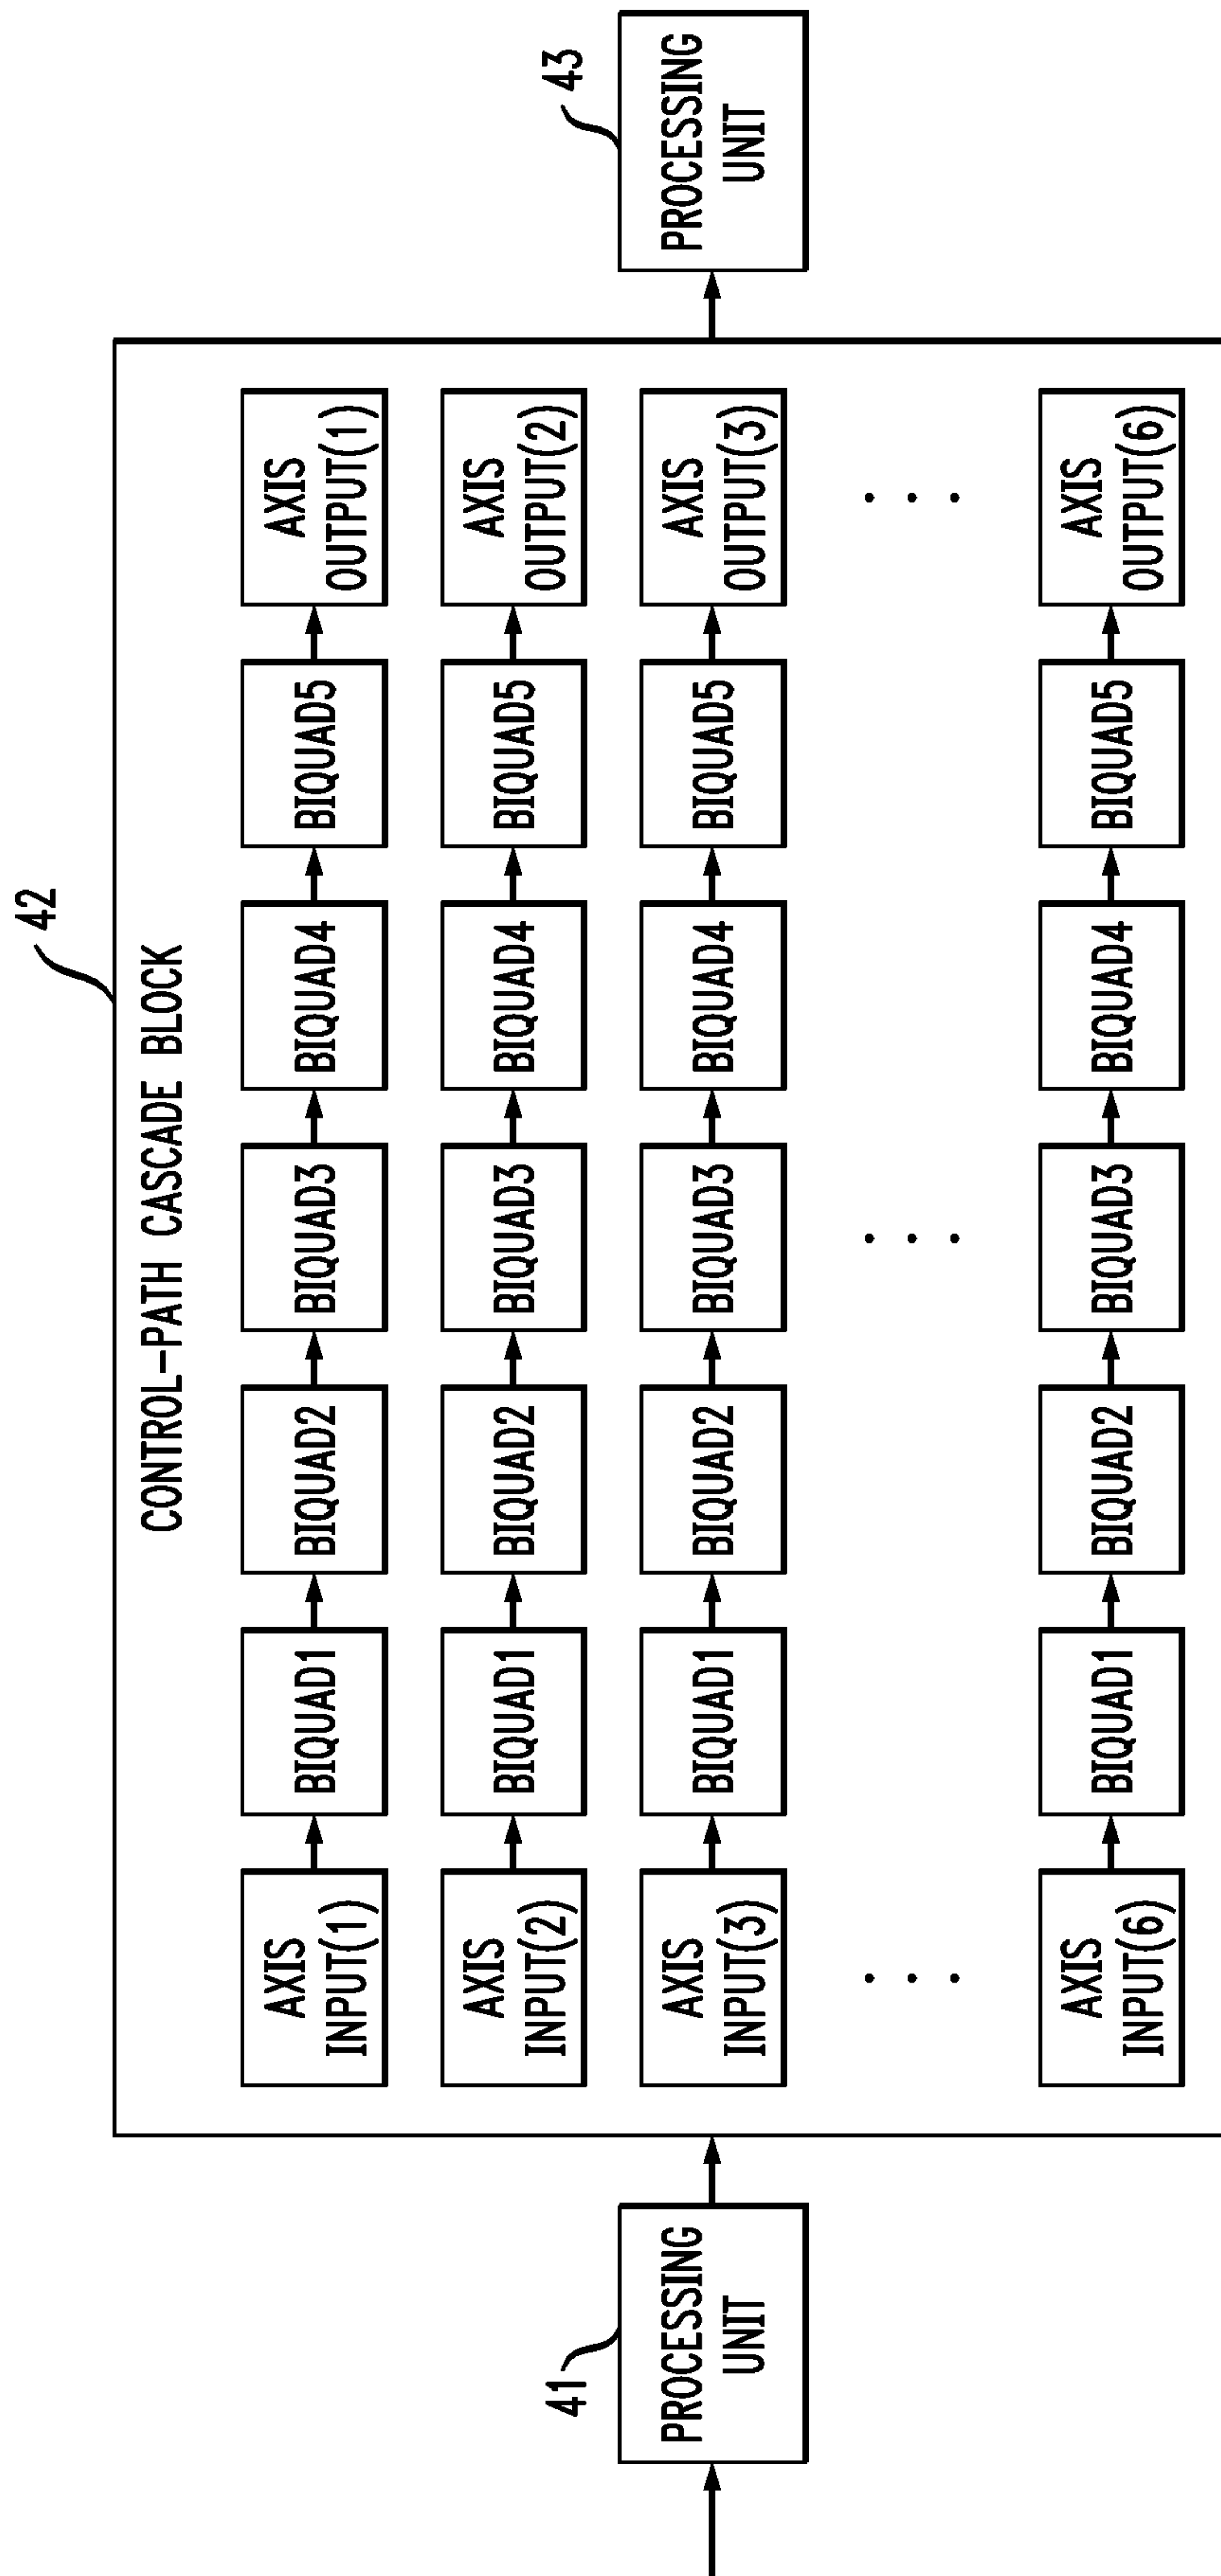 42
CONTROL-PATH CASCADE BLOCK
AXIS
INPUT(1)
BIQUAD1
BIQUAD2
BIQUAD3
BIQUAD4
BIQUAD5
AXIS
OUTPUT(1)
AXIS
INPUT(2)
BIQUAD1
BIQUAD2
BIQUAD3
BIQUAD4
BIQUAD5
AXIS
OUTPUT(2)
41
PROCESSING
UNIT
AXIS
INPUT(3)
BIQUAD1
BIQUAD2
BIQUAD3
BIQUAD4
BIQUAD5
AXIS
OUTPUT(3)
43
PROCESSING
UNIT
. . .
. . .
. . .
AXIS
INPUT(6)
BIQUAD1
BIQUAD2
BIQUAD3
BIQUAD4
BIQUAD5
AXIS
OUTPUT(6)